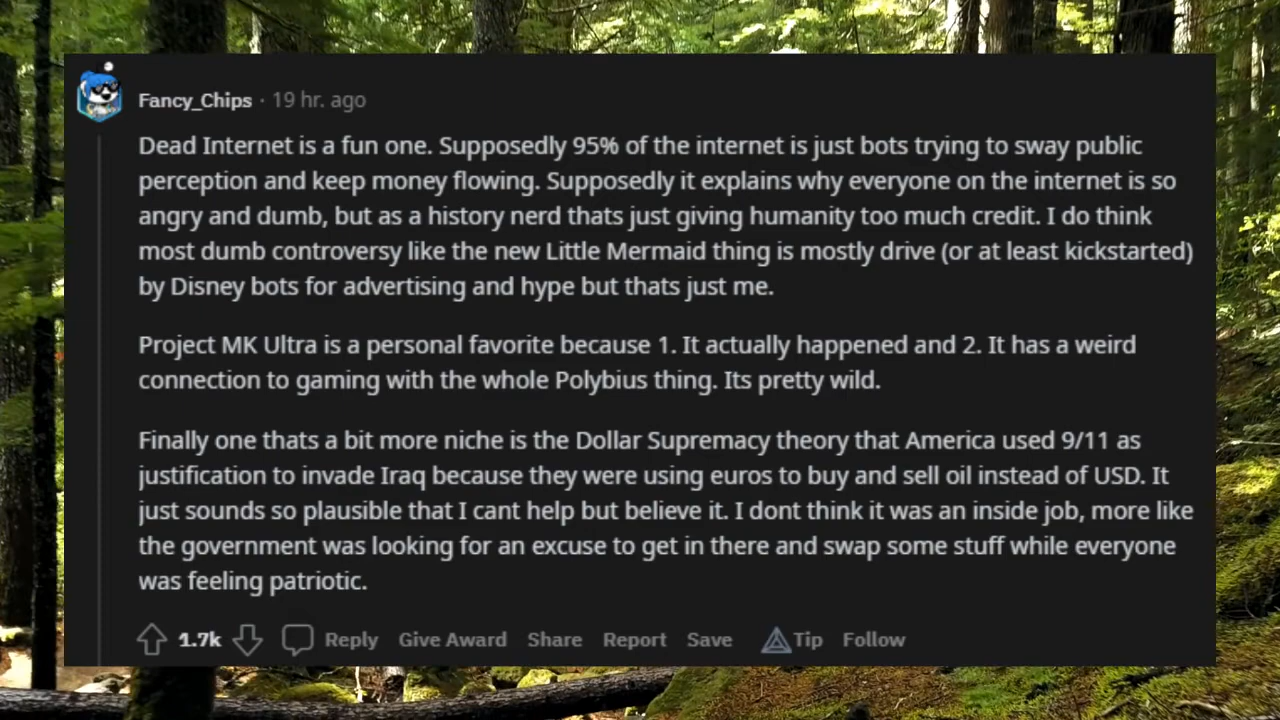 Fancy_Chips · 19 hr. ago
Dead Internet is a fun one. Supposedly 95% of the internet is just bots trying to sway public
perception and keep money flowing. Supposedly it explains why everyone on the internet is so
angry and dumb, but as a history nerd thats just giving humanity too much credit. I do think
most dumb controversy like the new Little Mermaid thing is mostly drive (or at least kickstarted)
by Disney bots for advertising and hype but thats just me.
Project MK Ultra is a personal favorite because 1. It actually happened and 2. It has a weird
connection to gaming with the whole Polybius thing. Its pretty wild.
Finally one thats a bit more niche is the Dollar Supremacy theory that America used 9/11 as
justification to invade Iraq because they were using euros to buy and sell oil instead of USD. It
just sounds so plausible that I cant help but believe it. I dont think it was an inside job, more like
the government was looking for an excuse to get in there and swap some stuff while everyone
was feeling patriotic.
1.7k Reply Give Award Share Report Save Tip Follow